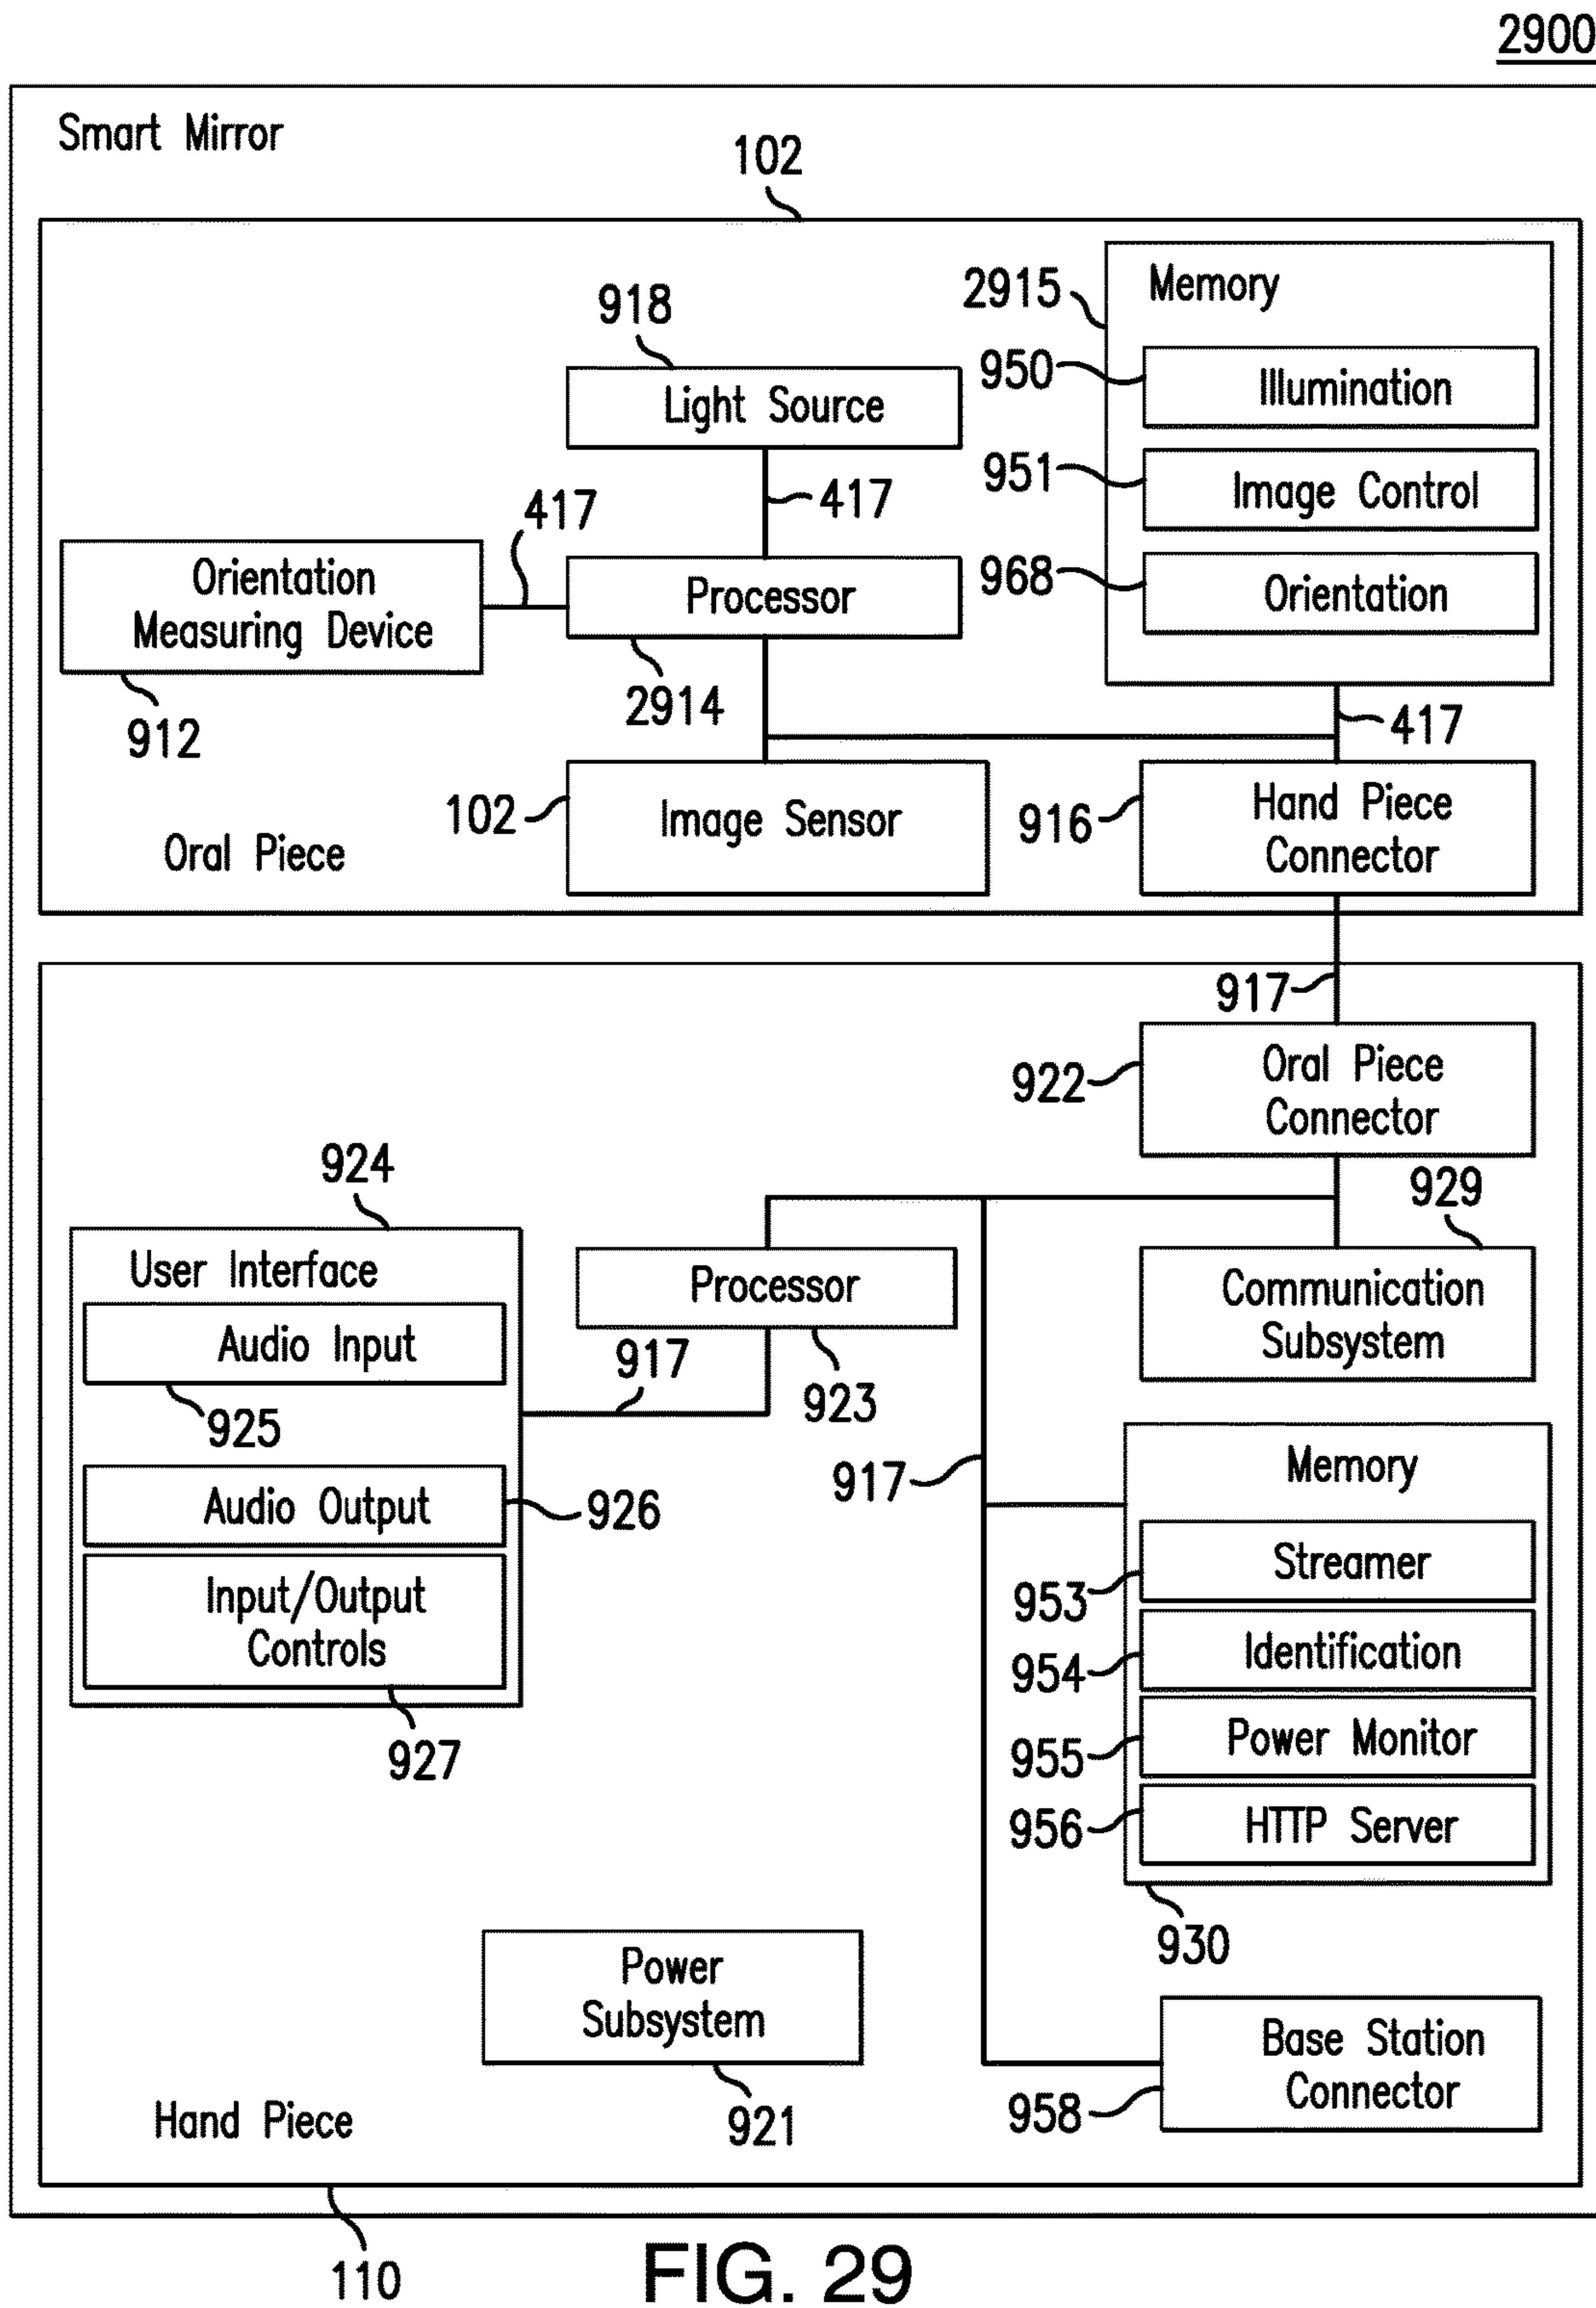 2900
Smart Mirror
102
918
Light Source
2915
Memory
950
Illumination
951
Image Control
968
Orientation
417
417
Orientation
Measuring Device
912
Processor
2914
417
102
Image Sensor
916
Hand Piece
Connector
Oral Piece
917
922
Oral Piece
Connector
924
929
User Interface
Audio Input
925
Processor
917
923
Communication
Subsystem
Audio Output
926
Input/Output
Controls
927
917
Memory
953
Streamer
954
Identification
955
Power Monitor
956
HTTP Server
930
Power
Subsystem
921
Base Station
Connector
958
Hand Piece
110
FIG. 29